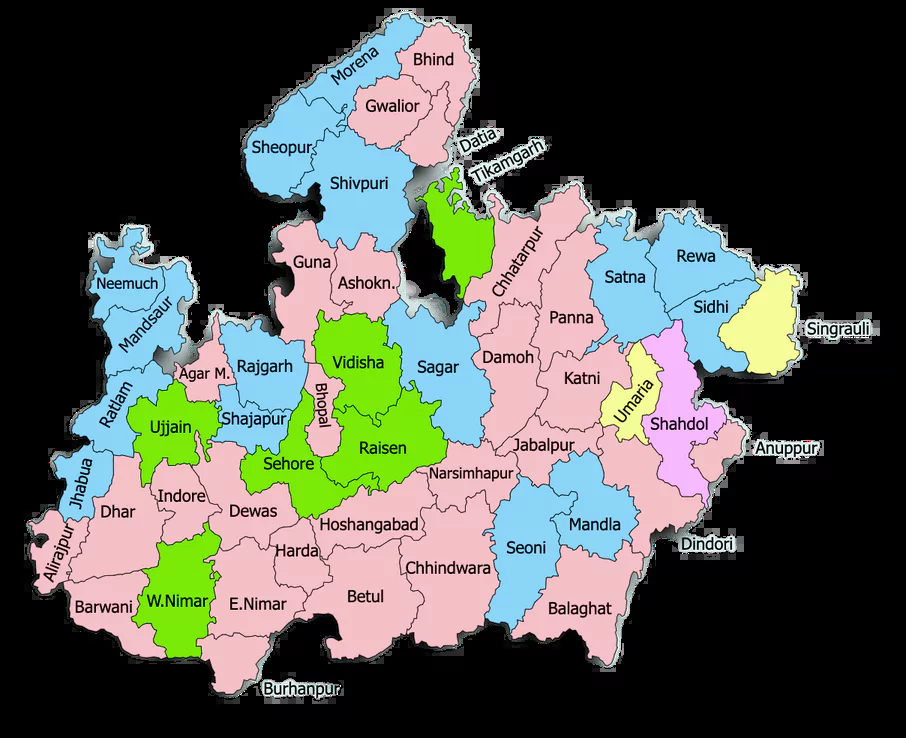 Morena
Bhind
Gwalior
Datia
Sheopur
Tikamgarh
Shivpuri
Chhatarpur
Guna
Ashokn.
Rewa
Satna
Neemuch
Mandsaur
Sidhi
Panna
Singrauli
Vidisha
Damoh
Sagar
Rajgarh
Agar M.
Katni
Bhopal
Umaria
Ratlam
Shajapur
Ujjain
Shahdol
Raisen
Jabalpur
Anuppur
Sehore
Narsimhapur
Jhabua
Indore
Dhar
Dewas
Hoshangabad
Mandla
Dindori
Seoni
Harda
Alirajpur
Chhindwara
Betul
W.Nimar
E.Nimar
Barwani
Balaghat
Burhanpur